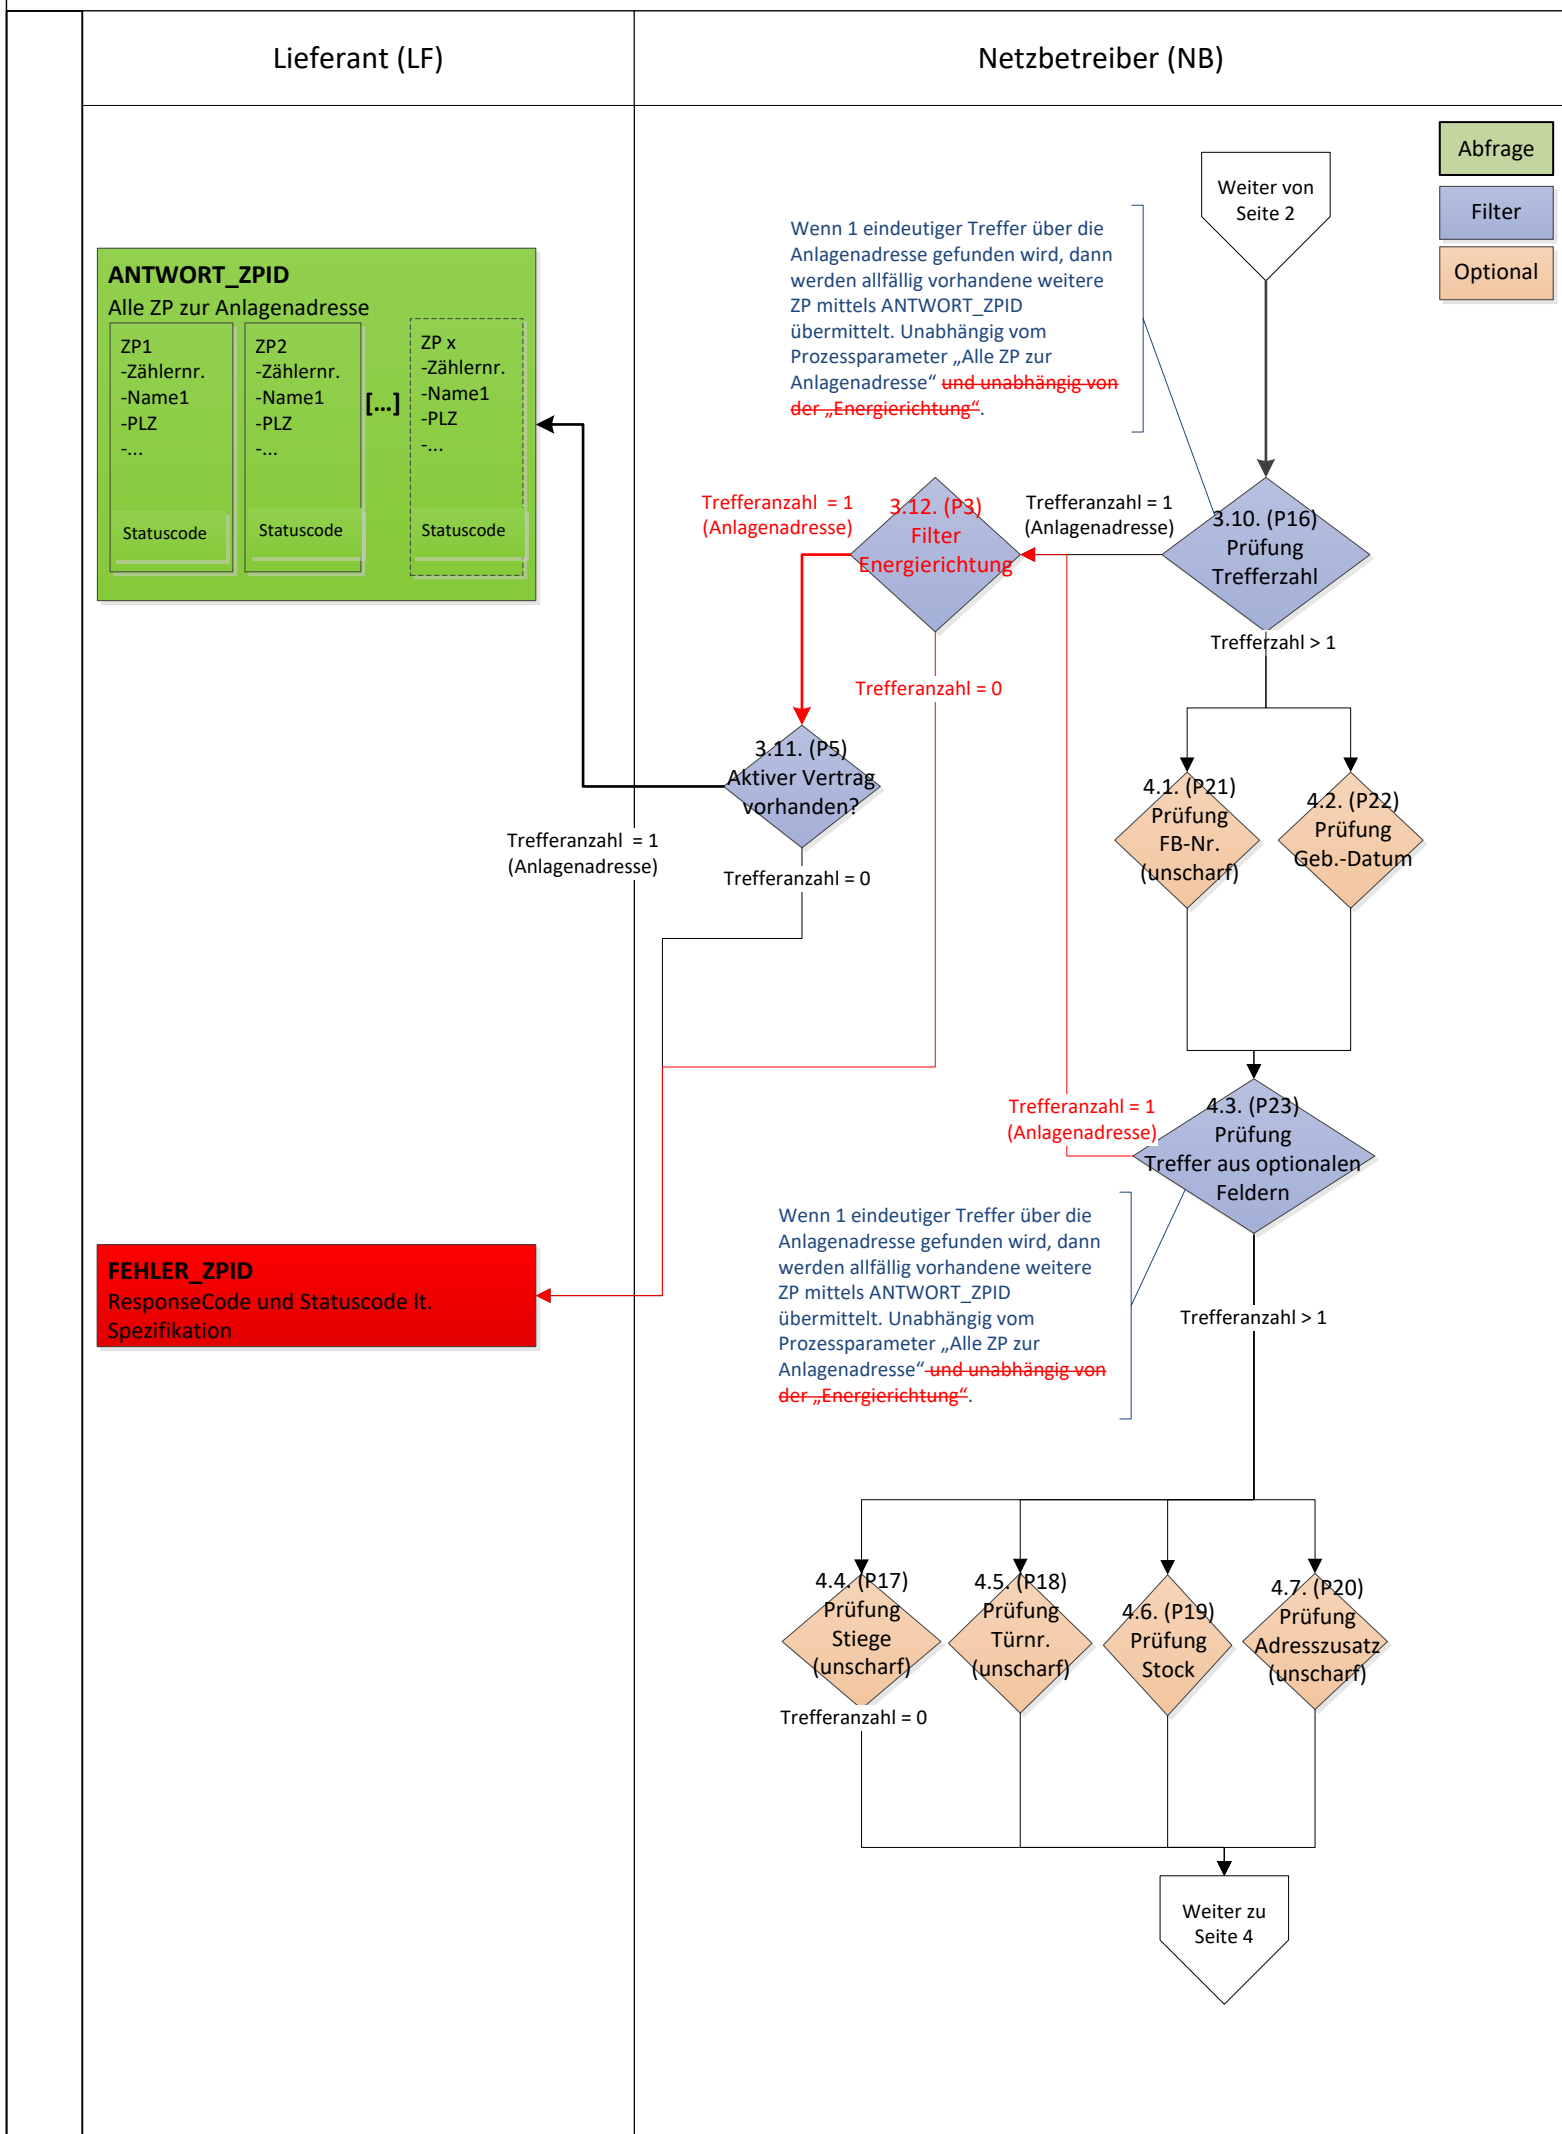 Lieferant (LF)
Netzbetreiber (NB)
Abfrage
Filter
Optional
Weiter von
Seite 2
Wenn 1 eindeutiger Treffer über die
Anlagenadresse gefunden wird, dann
werden allfällig vorhandene weitere
ZP mittels ANTWORT_ZPID
übermittelt. Unabhängig vom
Prozessparameter „Alle ZP zur
Anlagenadresse“ und unabhängig von
der „Energierichtung“.
ANTWORT_ZPID
Alle ZP zur Anlagenadresse
ZP1
-Zählernr.
-Name1
-PLZ
-...
Statuscode
ZP2
-Zählernr.
-Name1
-PLZ
-...
Statuscode
[...]
ZP x
-Zählernr.
-Name1
-PLZ
-...
Statuscode
Trefferanzahl = 1
(Anlagenadresse)
3.12. (P3)
Filter
Energierichtung
Trefferanzahl = 1
(Anlagenadresse)
3.10. (P16)
Prüfung
Trefferzahl
Trefferzahl > 1
Trefferanzahl = 0
3.11. (P5)
Aktiver Vertrag
vorhanden?
Trefferanzahl = 1
(Anlagenadresse)
Trefferanzahl = 0
4.1. (P21)
Prüfung
FB-Nr.
(unscharf)
4.2. (P22)
Prüfung
Geb.-Datum
Trefferanzahl = 1
(Anlagenadresse)
4.3. (P23)
Prüfung
Treffer aus optionalen
Feldern
Wenn 1 eindeutiger Treffer über die
Anlagenadresse gefunden wird, dann
werden allfällig vorhandene weitere
ZP mittels ANTWORT_ZPID
übermittelt. Unabhängig vom
Prozessparameter „Alle ZP zur
Anlagenadresse“ und unabhängig von
der „Energierichtung“.
FEHLER_ZPID
ResponseCode und Statuscode lt.
Spezifikation
Trefferanzahl > 1
4.4. (P17)
Prüfung
Stiege
(unscharf)
4.5. (P18)
Prüfung
Türnr.
(unscharf)
4.6. (P19)
Prüfung
Stock
4.7. (P20)
Prüfung
Adresszusatz
(unscharf)
Trefferanzahl = 0
Weiter zu
Seite 4